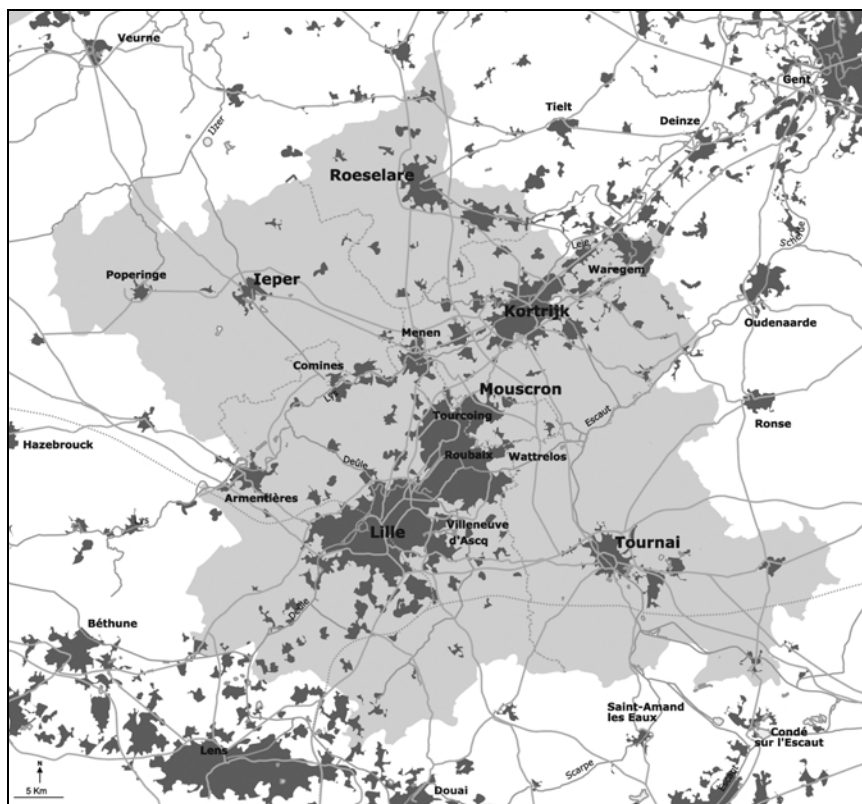 Veurne
Gent
IJzer
Tielt
Deinze
Roeselare
Schelde
Leie
Waregem
Poperinge
Ieper
Kortrijk
Oudenaarde
Menen
Comines
Lys
Mouscron
Tourcoing
Escaut
Ronse
Hazebrouck
Roubaix
Wattrelos
Deûle
Armentières
Lys
Lille
Villeneuve
d'Ascq
Tournai
Deûle
Béthune
Saint-Amand
les Eaux
Condé
sur l'Escaut
Lens
Scarpe
Escaut
Douai
N
5 Km